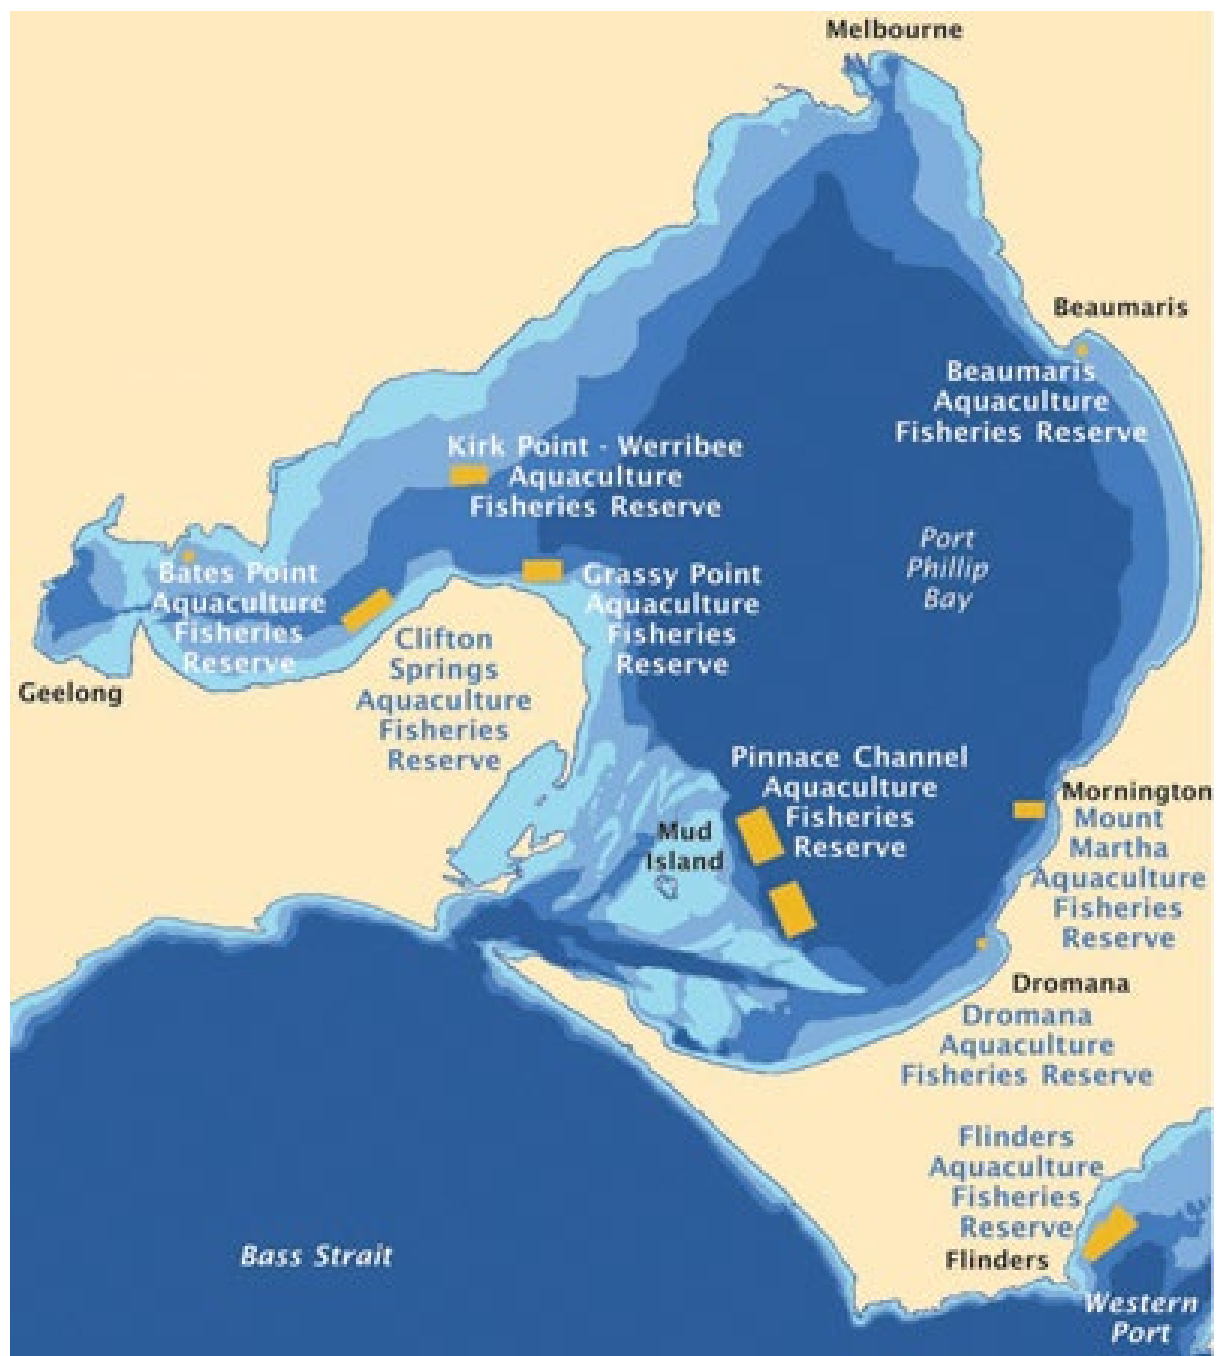 Melbourne
Beaumaris
Beaumaris
Aquaculture
Fisheries Reserve
Kirk Point - Werribee
Aquaculture
Fisheries Reserve
Port
Phillip
Bay
Bates Point
Aquaculture
Fisheries
Reserve
Grassy Point
Aquaculture
Fisheries
Reserve
Geelong
Clifton
Springs
Aquaculture
Fisheries
Reserve
Pinnace Channel
Aquaculture
Fisheries
Reserve
Mud
Island
Mornington
Mount
Martha
Aquaculture
Fisheries
Reserve
Dromana
Dromana
Aquaculture
Fisheries Reserve
Flinders
Aquaculture
Fisheries
Reserve
Flinders
Bass Strait
Western
Port